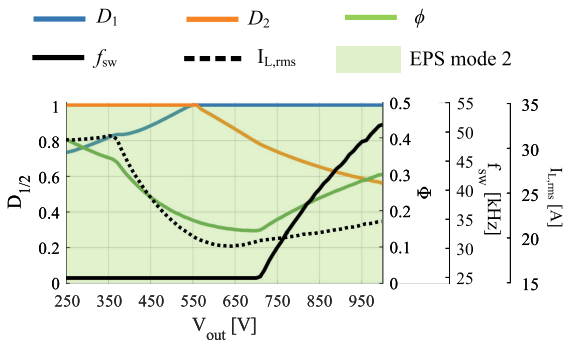 D1 D2 ϕ
fsw IL,rms EPS mode 2
1 0.5 55 35
0.8 0.4 50
0.6 0.3 45 30
0.4 0.2 40 25
0.2 0.1 35 20
0 0 30 15
25
D1/2
Φ
fsw [kHz]
IL,rms [A]
250 350 450 550 650 750 850 950
Vout [V]